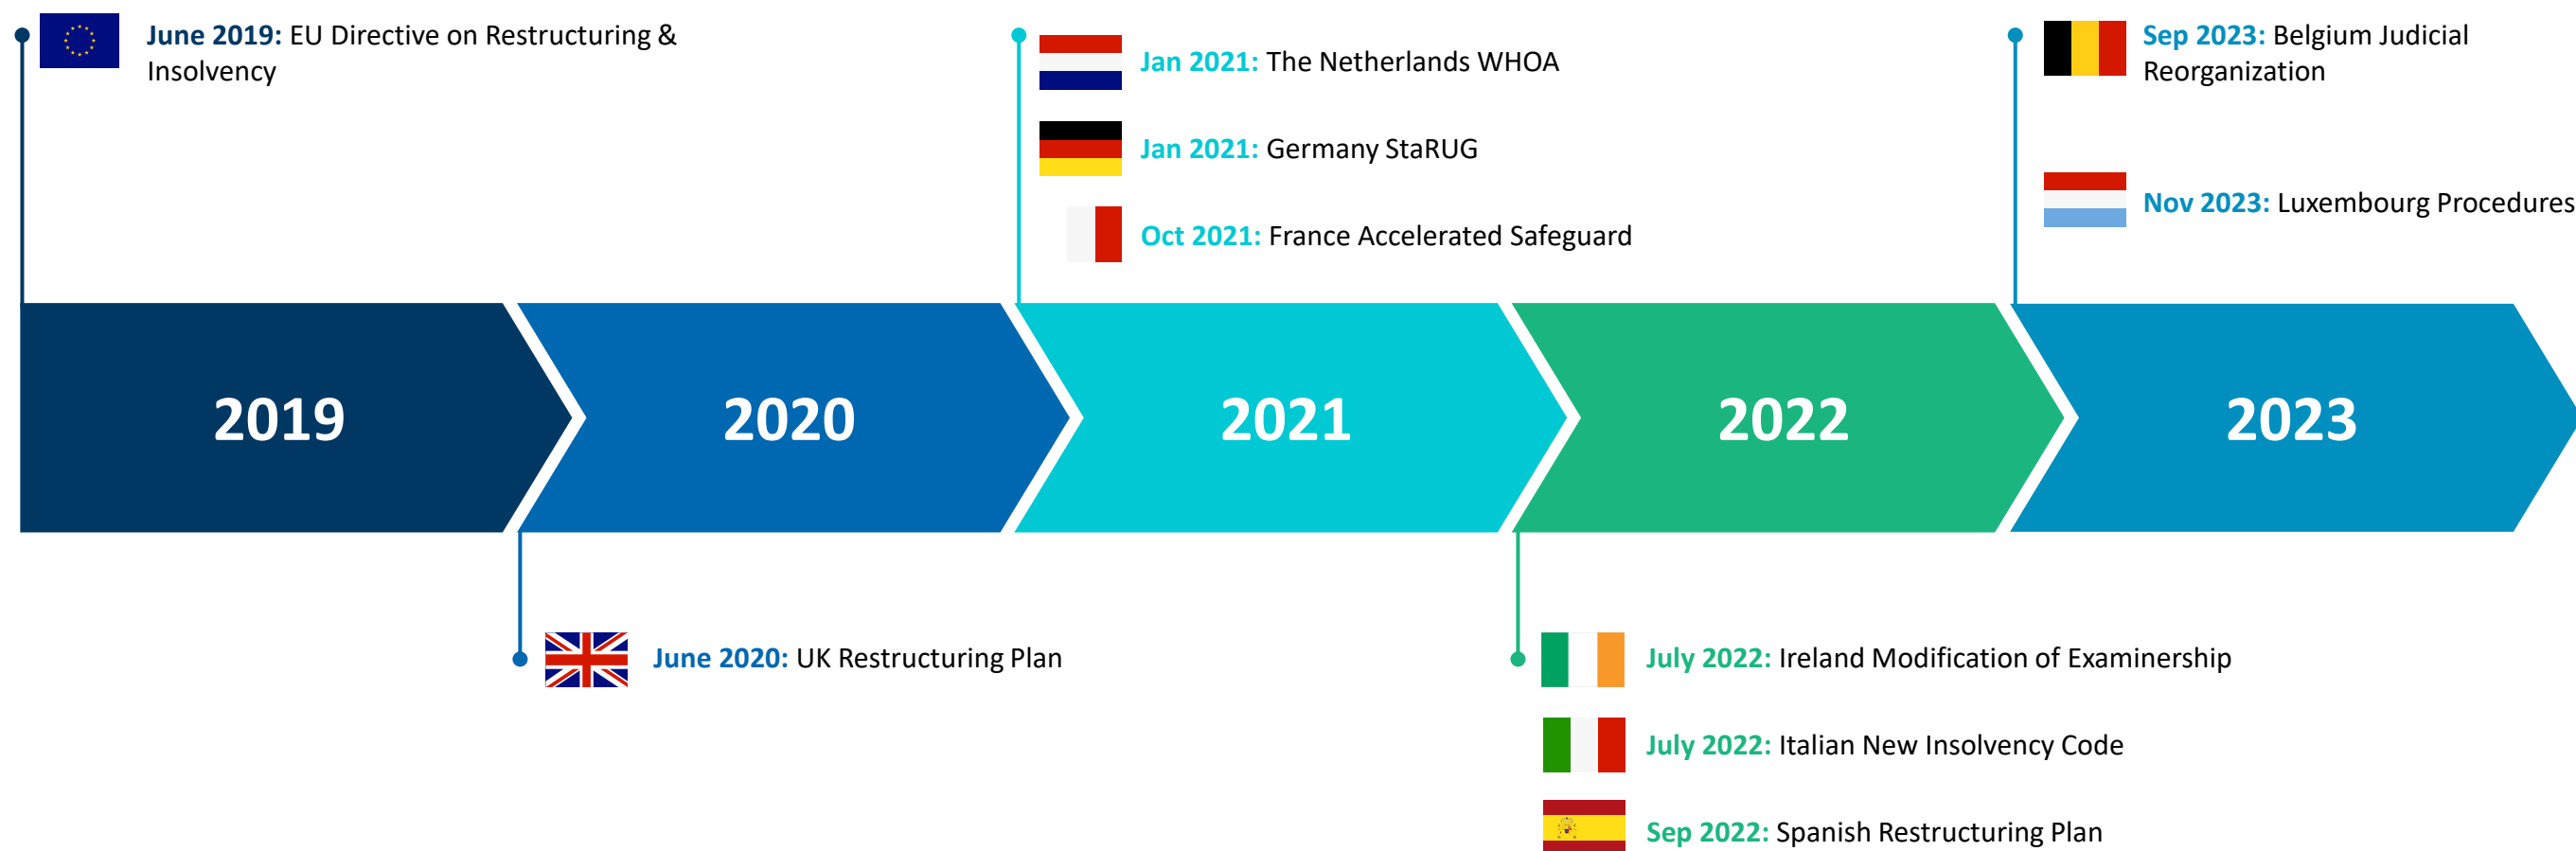 June 2019: EU Directive on Restructuring &
Insolvency
Jan 2021: The Netherlands WHOA
Jan 2021: Germany StaRUG
Oct 2021: France Accelerated Safeguard
Sep 2023: Belgium Judicial
Reorganization
Nov 2023: Luxembourg Procedures
2019
2020
2021
2022
2023
June 2020: UK Restructuring Plan
July 2022: Ireland Modification of Examinership
July 2022: Italian New Insolvency Code
Sep 2022: Spanish Restructuring Plan